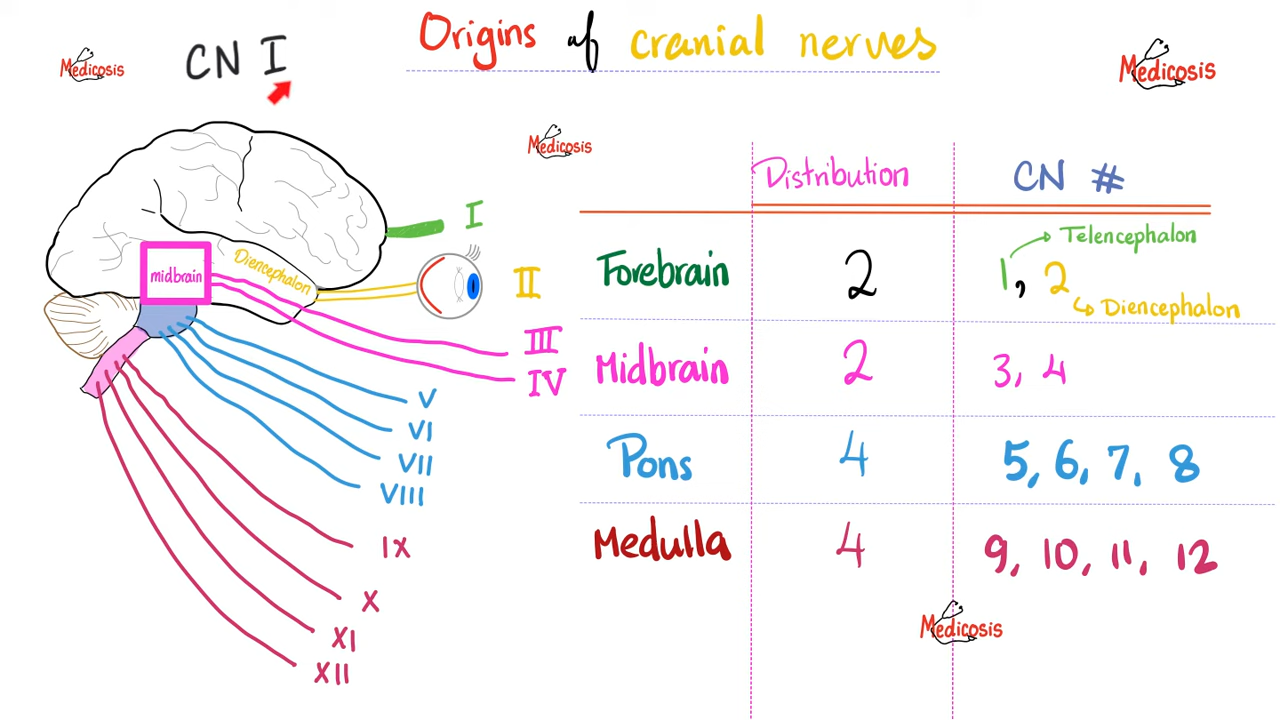 Origins of cranial nerves
CN I
Medicosis
Medicosis
Medicosis
I
Diencephalon
midbrain
II
III
IV
V
VI
VII
VIII
IX
X
XI
XII
Distribution CN #
Telencephalon
Forebrain 2 1, 2
Diencephalon
Midbrain 2 3, 4
Pons 4 5, 6, 7, 8
Medulla 4 9, 10, 11, 12
Medicosis